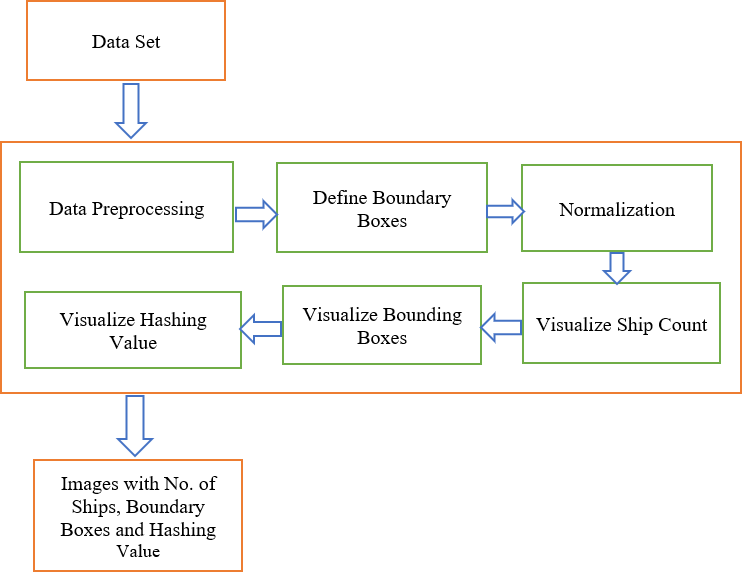 Data Set
Data Preprocessing
Define Boundary
Boxes
Normalization
Visualize Ship Count
Visualize Bounding
Boxes
Visualize Hashing
Value
Images with No. of
Ships, Boundary
Boxes and Hashing
Value